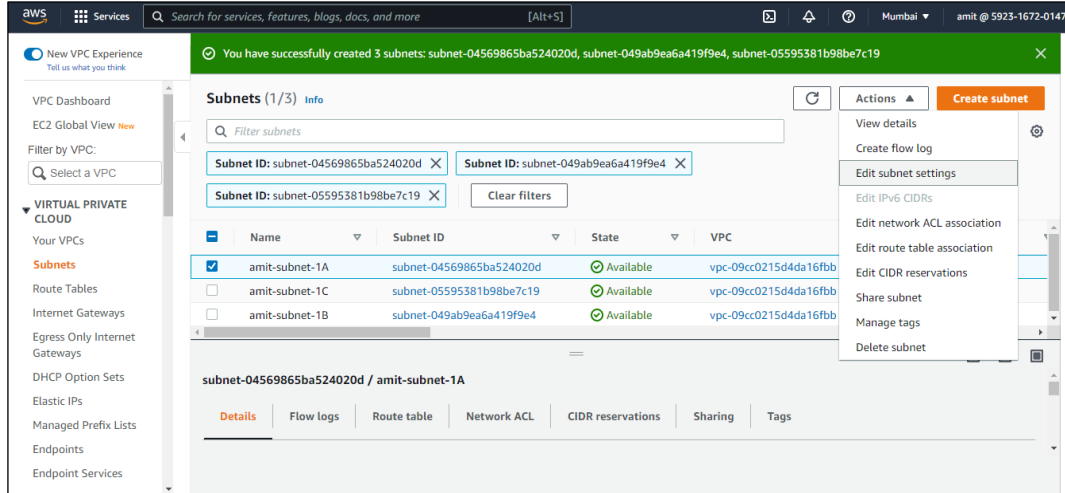 aws Services Search for services, features, blogs, docs, and more [Alt+S] Mumbai ▼ amit @ 5923-1672-0147
New VPC Experience
Tell us what you think
VPC Dashboard
EC2 Global View New
Filter by VPC:
Select a VPC
VIRTUAL PRIVATE
CLOUD
Your VPCs
Subnets
Route Tables
Internet Gateways
Egress Only Internet
Gateways
DHCP Option Sets
Elastic IPs
Managed Prefix Lists
Endpoints
Endpoint Services
You have successfully created 3 subnets: subnet-04569865ba524020d, subnet-049ab9ea6a419f9e4, subnet-05595381b98be7c19
Subnets (1/3) Info
Actions ▲ Create subnet
Filter subnets
Subnet ID: subnet-04569865ba524020d Subnet ID: subnet-049ab9ea6a419f9e4
Subnet ID: subnet-05595381b98be7c19 Clear filters
View details
Create flow log
Edit subnet settings
Edit IPv6 CIDRs
Edit network ACL association
Edit route table association
Edit CIDR reservations
Share subnet
Manage tags
Delete subnet
Name Subnet ID State VPC
amit-subnet-1A subnet-04569865ba524020d Available vpc-09cc0215d4da16fbb
amit-subnet-1C subnet-05595381b98be7c19 Available vpc-09cc0215d4da16fbb
amit-subnet-1B subnet-049ab9ea6a419f9e4 Available vpc-09cc0215d4da16fbb
subnet-04569865ba524020d / amit-subnet-1A
Details Flow logs Route table Network ACL CIDR reservations Sharing Tags